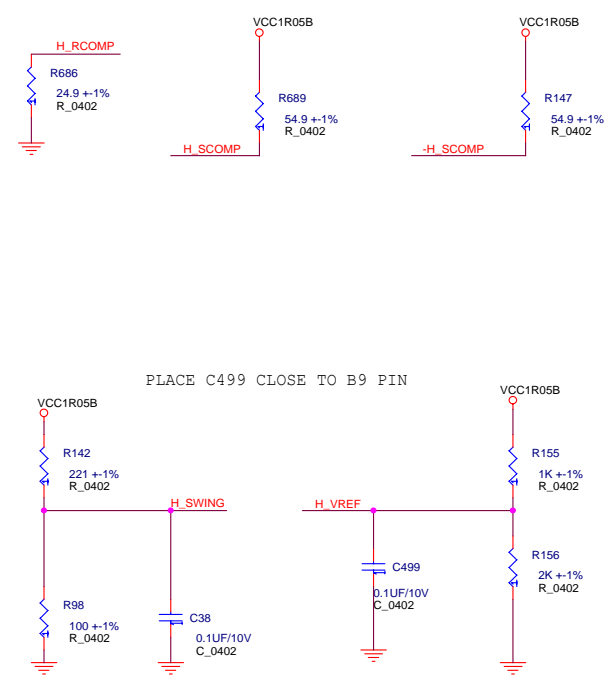 H_RCOMP
R686
24.9 +-1%
R_0402
VCC1R05B
R689
54.9 +-1%
R_0402
H_SCOMP
VCC1R05B
R147
54.9 +-1%
R_0402
-H_SCOMP
PLACE C499 CLOSE TO B9 PIN
VCC1R05B
R142
221 +-1%
R_0402
H_SWING
R98
100 +-1%
R_0402
C38
0.1UF/10V
C_0402
VCC1R05B
R155
1K +-1%
R_0402
H_VREF
C499
0.1UF/10V
C_0402
R156
2K +-1%
R_0402